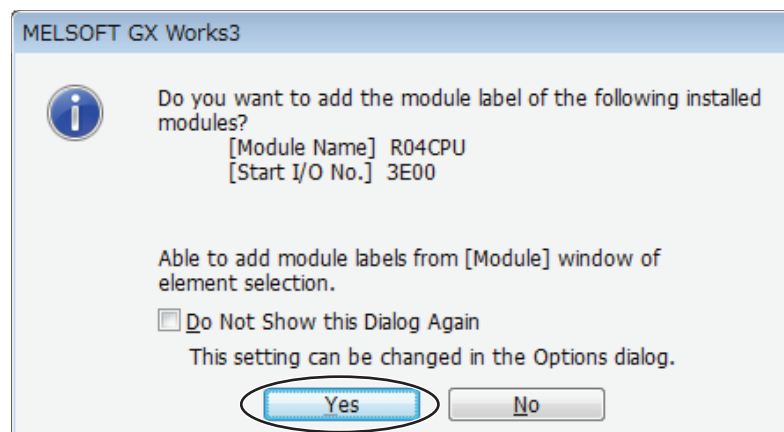 MELSOFT GX Works3
Do you want to add the module label of the following installed
modules?
[Module Name] R04CPU
[Start I/O No.] 3E00
Able to add module labels from [Module] window of
element selection.
Do Not Show this Dialog Again
This setting can be changed in the Options dialog.
Yes No